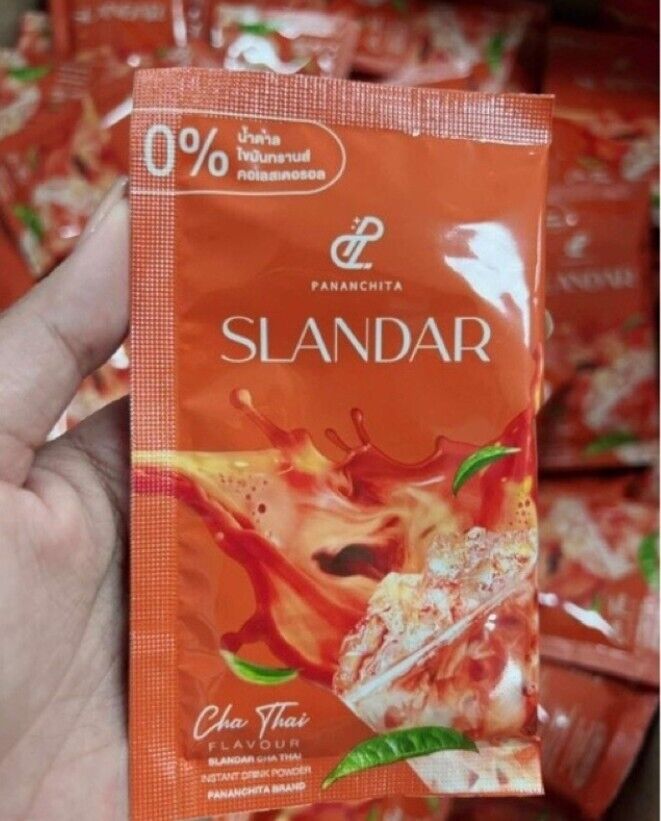 0%
น้ำตาล
ไขมันทรานส์
คอเลสเตอรอล
PANANCHITA
SLANDAR
Cha Thai
FLAVOUR
SLANDAR CHA THAI
INSTANT DRINK POWDER
PANANCHITA BRAND
SLANDAR
LANDAR